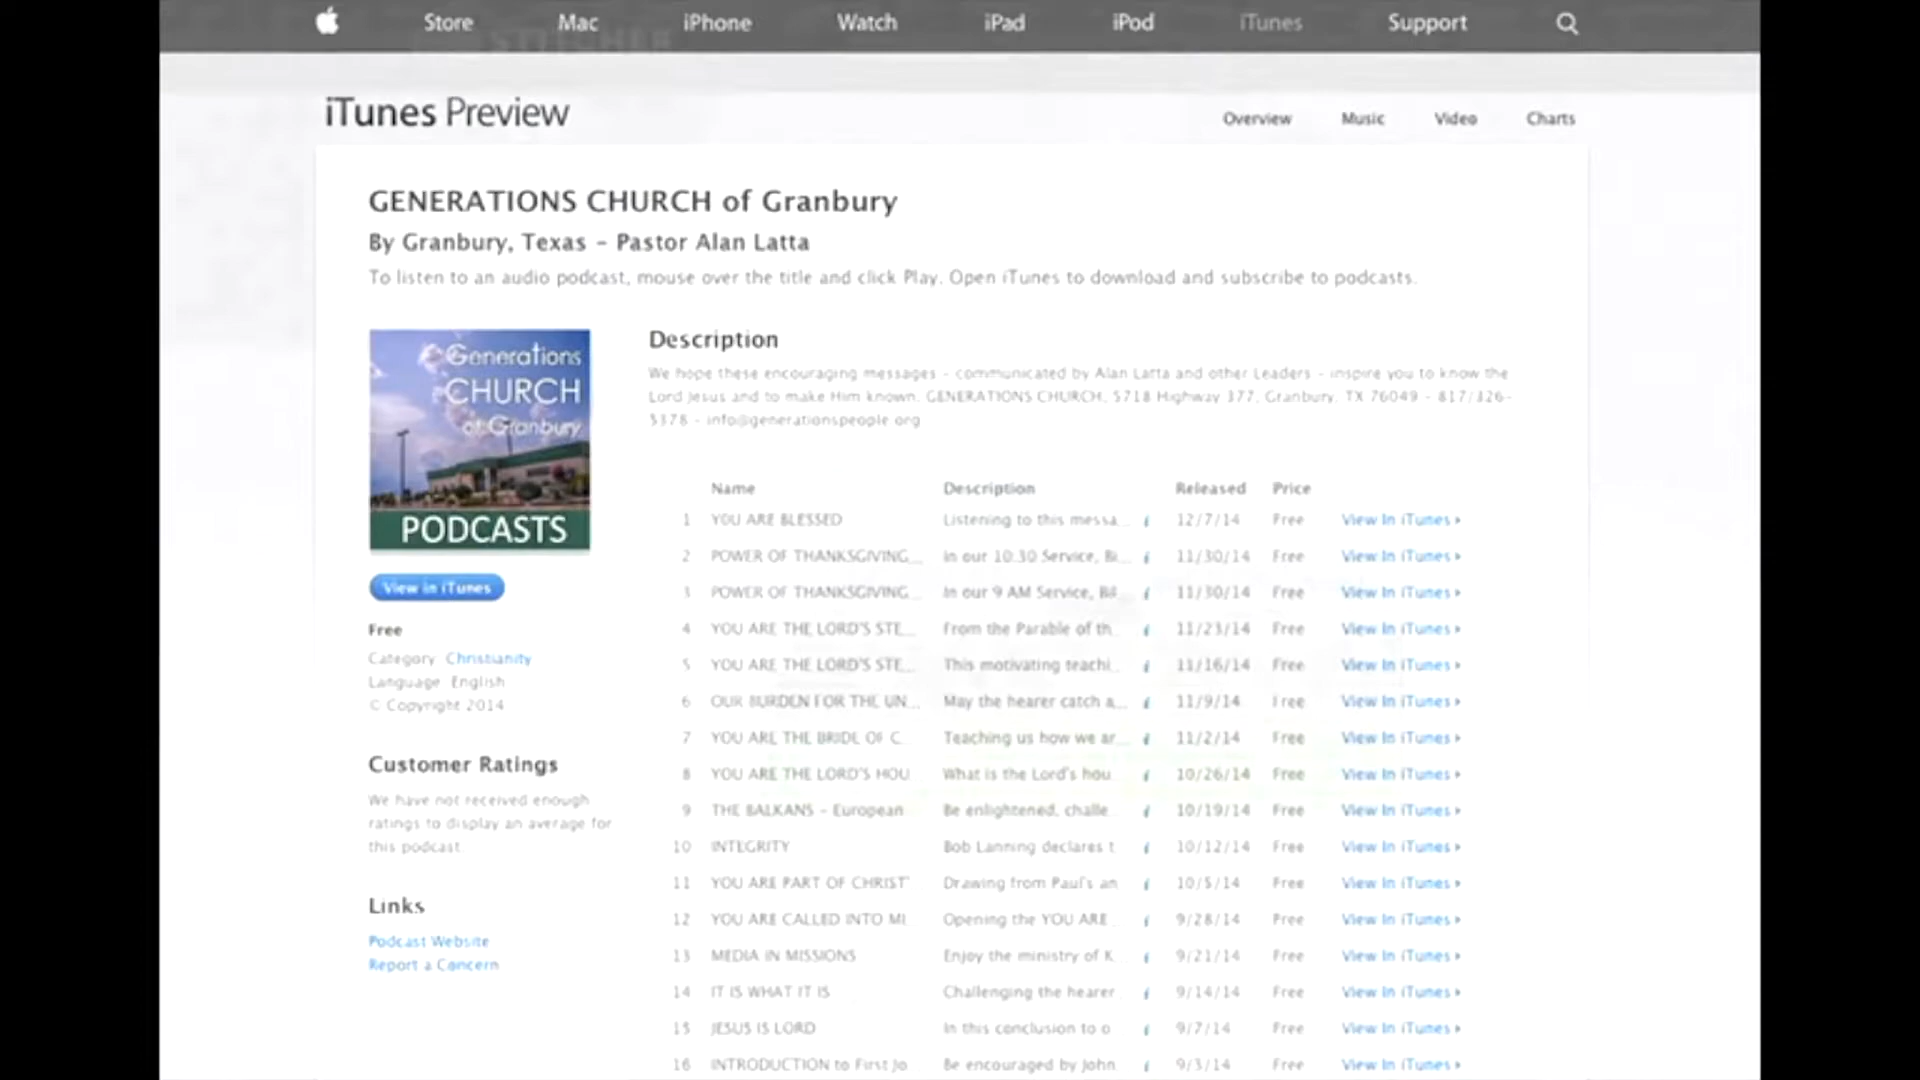 Store Mac iPhone Watch iPad iPod iTunes Support
STITCHER
iTunes Preview
Overview Music Video Charts
GENERATIONS CHURCH of Granbury
By Granbury, Texas – Pastor Alan Latta
To listen to an audio podcast, mouse over the title and click Play. Open iTunes to download and subscribe to podcasts.
Generations
CHURCH
of Granbury
PODCASTS
View in iTunes
Free
Category: Christianity
Language: English
© Copyright 2014
Customer Ratings
We have not received enough
ratings to display an average for
this podcast.
Links
Podcast Website
Report a Concern
Description
We hope these encouraging messages - communicated by Alan Latta and other Leaders - inspire you to know the
Lord Jesus and to make Him known. GENERATIONS CHURCH, 5718 Highway 377, Granbury, TX 76049 - 817/326-
5378 - info@generationspeople.org
Name Description Released Price
1 YOU ARE BLESSED Listening to this messa... 12/7/14 Free View In iTunes
2 POWER OF THANKSGIVING... In our 10:30 Service, Bi... 11/30/14 Free View In iTunes
3 POWER OF THANKSGIVING... In our 9 AM Service, Bil... 11/30/14 Free View In iTunes
4 YOU ARE THE LORD'S STE... From the Parable of th... 11/23/14 Free View In iTunes
5 YOU ARE THE LORD'S STE... This motivating teachi... 11/16/14 Free View In iTunes
6 OUR BURDEN FOR THE UN... May the hearer catch a... 11/9/14 Free View In iTunes
7 YOU ARE THE BRIDE OF C... Teaching us how we ar... 11/2/14 Free View In iTunes
8 YOU ARE THE LORD'S HOU... What is the Lord's hou... 10/26/14 Free View In iTunes
9 THE BALKANS – European... Be enlightened, challe... 10/19/14 Free View In iTunes
10 INTEGRITY Bob Lanning declares t... 10/12/14 Free View In iTunes
11 YOU ARE PART OF CHRIST'... Drawing from Paul's an... 10/5/14 Free View In iTunes
12 YOU ARE CALLED INTO MI... Opening the YOU ARE ... 9/28/14 Free View In iTunes
13 MEDIA IN MISSIONS Enjoy the ministry of K... 9/21/14 Free View In iTunes
14 IT IS WHAT IT IS Challenging the hearer... 9/14/14 Free View In iTunes
15 JESUS IS LORD In this conclusion to o... 9/7/14 Free View In iTunes
16 INTRODUCTION to First Jo... Be encouraged by John... 9/3/14 Free View In iTunes